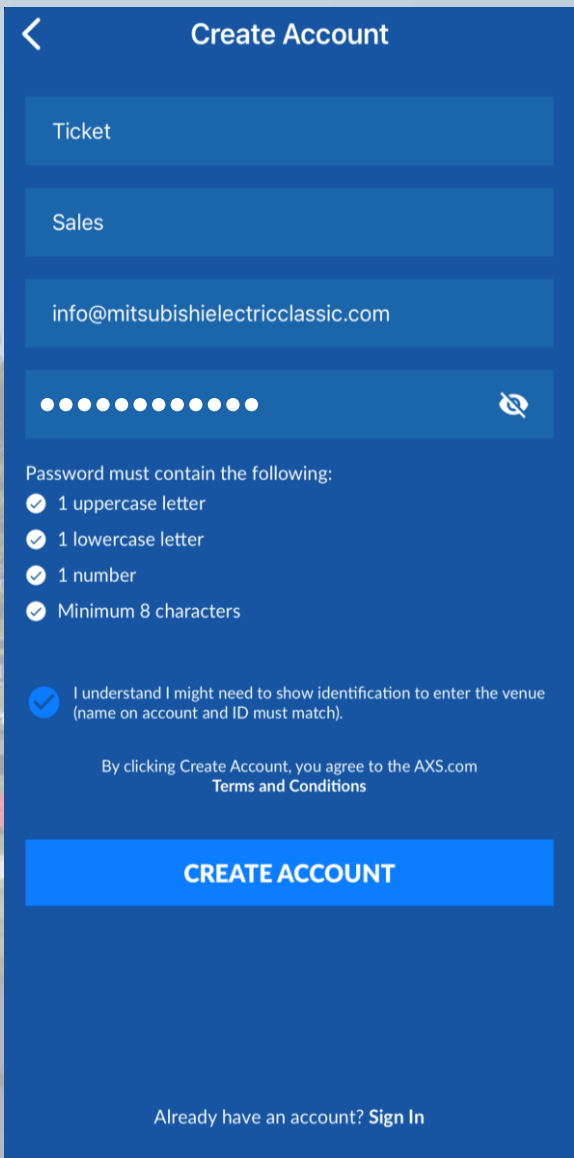 Create Account
Ticket
Sales
info@mitsubishielectricclassic.com
Password must contain the following:
1 uppercase letter
1 lowercase letter
1 number
Minimum 8 characters
I understand I might need to show identification to enter the venue
(name on account and ID must match).
By clicking Create Account, you agree to the AXS.com
Terms and Conditions
CREATE ACCOUNT
Already have an account? Sign In